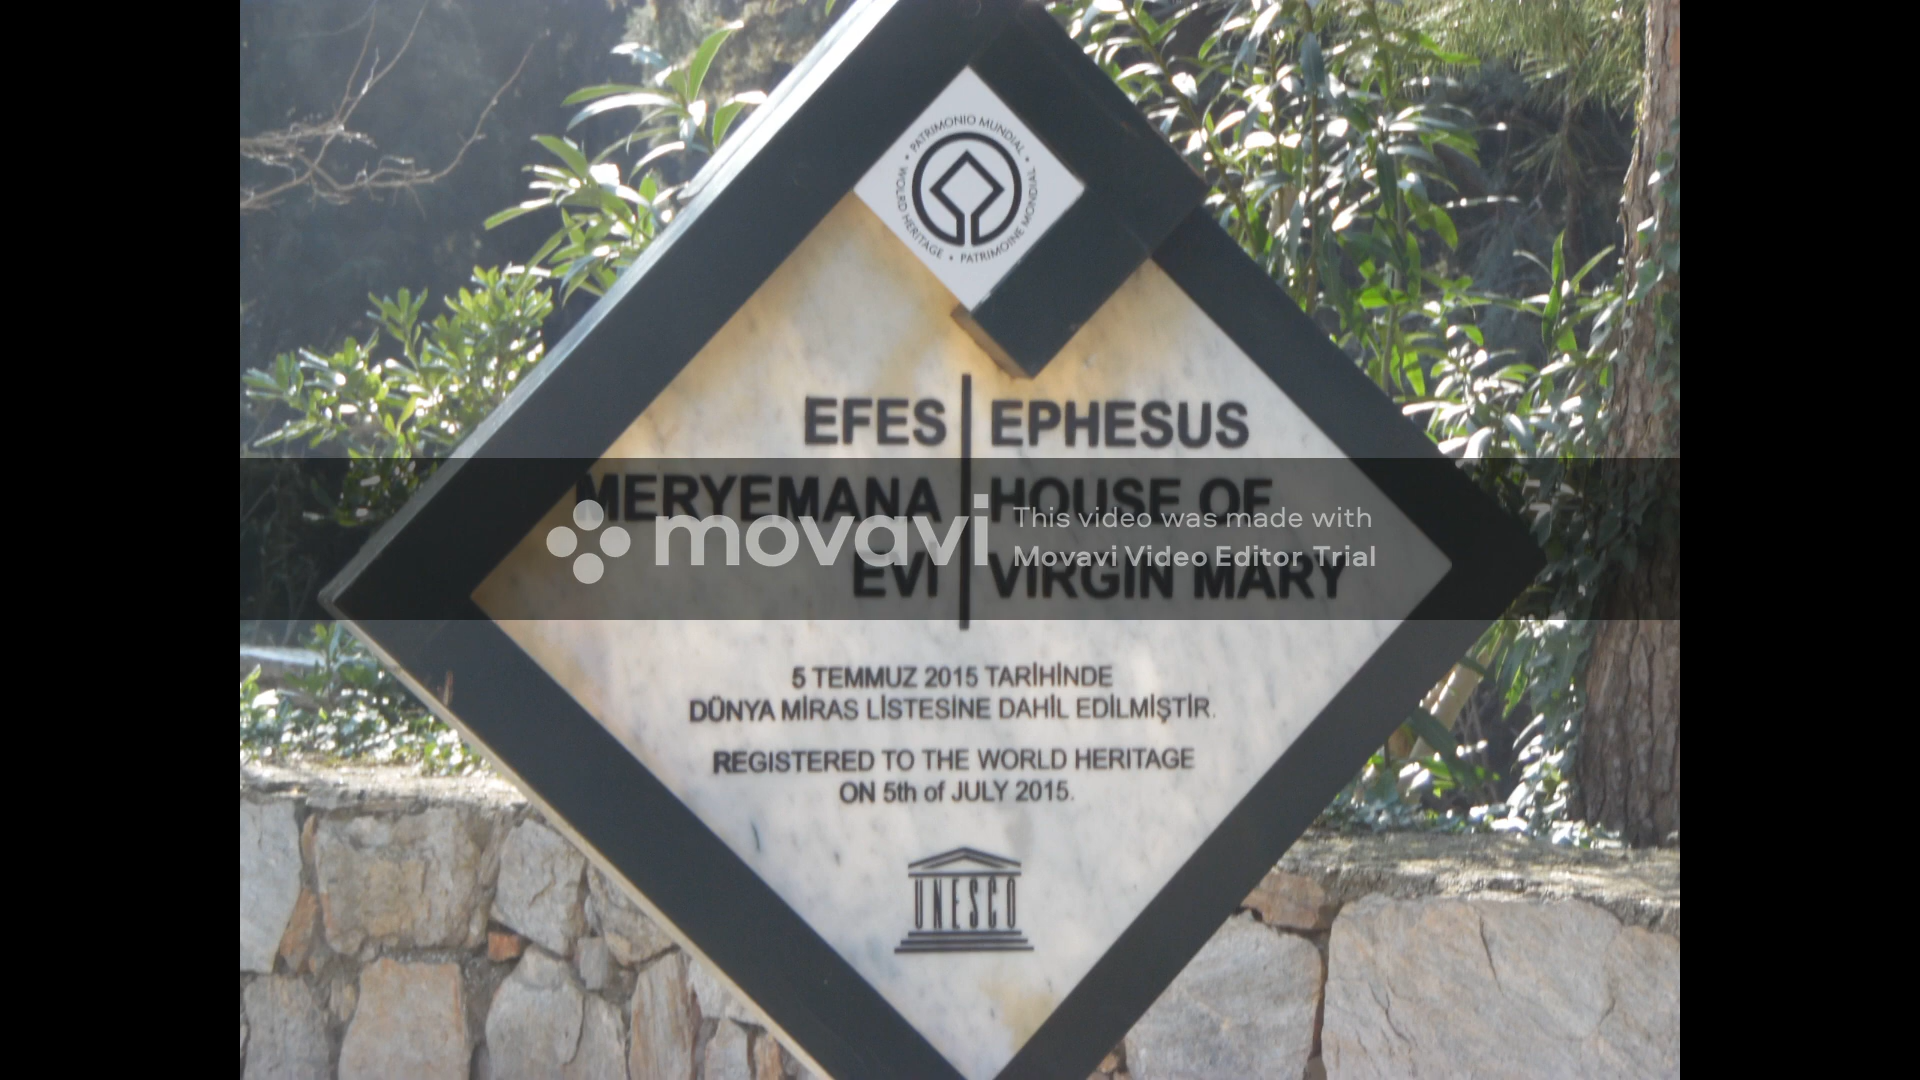 PATRIMONIO MUNDIAL • PATRIMOINE MONDIAL • WOLRD HERITAGE •
EFES | EPHESUS
MERYEMANA | HOUSE OF
EVİ | VIRGIN MARY
movavi
This video was made with
Movavi Video Editor Trial
5 TEMMUZ 2015 TARİHİNDE
DÜNYA MİRAS LİSTESİNE DAHİL EDİLMİŞTİR.
REGISTERED TO THE WORLD HERITAGE
ON 5th of JULY 2015.
UNESCO